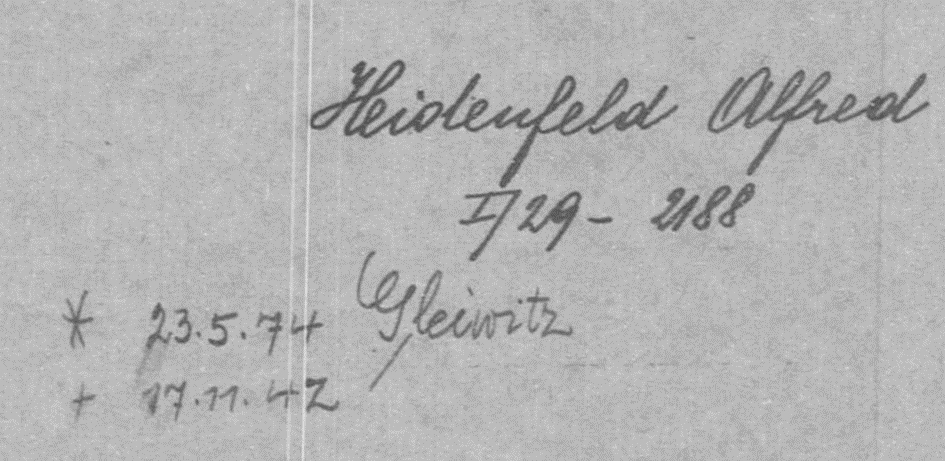 Heidenfeld Alfred
I/29- 2188
* 23.5.74 Gleiwitz
+ 17.11.42